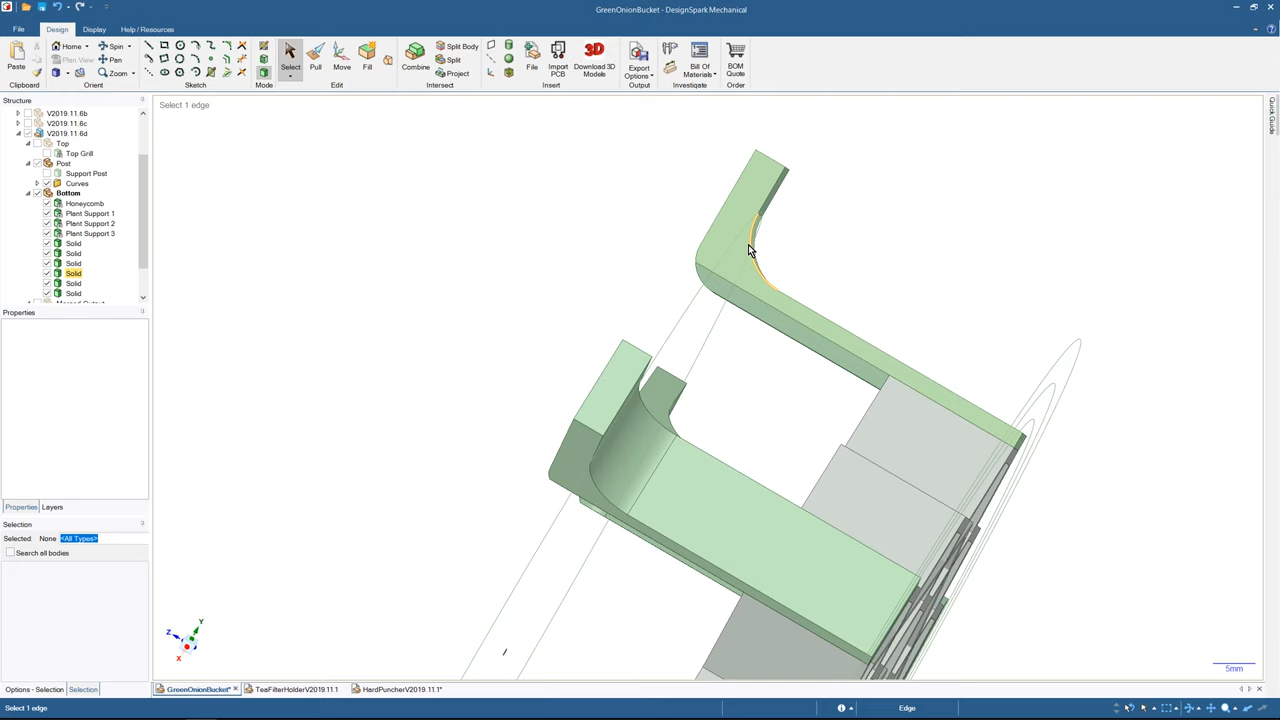 GreenOnionBucket - DesignSpark Mechanical
File Design Display Help / Resources
Paste
Home
Plan View
Spin
Pan
Zoom
Select
Pull
Move
Fill
Combine
Split Body
Split
Project
File
Import PCB
Download 3D Models
Export Options
Bill Of Materials
BOM Quote
Clipboard Orient Sketch Mode Edit Intersect Insert Output Investigate Order
Structure
V2019.11.6b
V2019.11.6c
V2019.11.6d
Top
Top Grill
Post
Support Post
Curves
Bottom
Honeycomb
Plant Support 1
Plant Support 2
Plant Support 3
Solid
Solid
Solid
Solid
Solid
Solid
Select 1 edge
Quick Guide
Properties
Properties Layers
Selection
Selected: None <All Types>
Search all bodies
Y
Z
X
5mm
Options - Selection Selection
GreenOnionBucket* TeaFilterHolderV2019.11.1 HardPuncherV2019.11.1*
Select 1 edge Edge